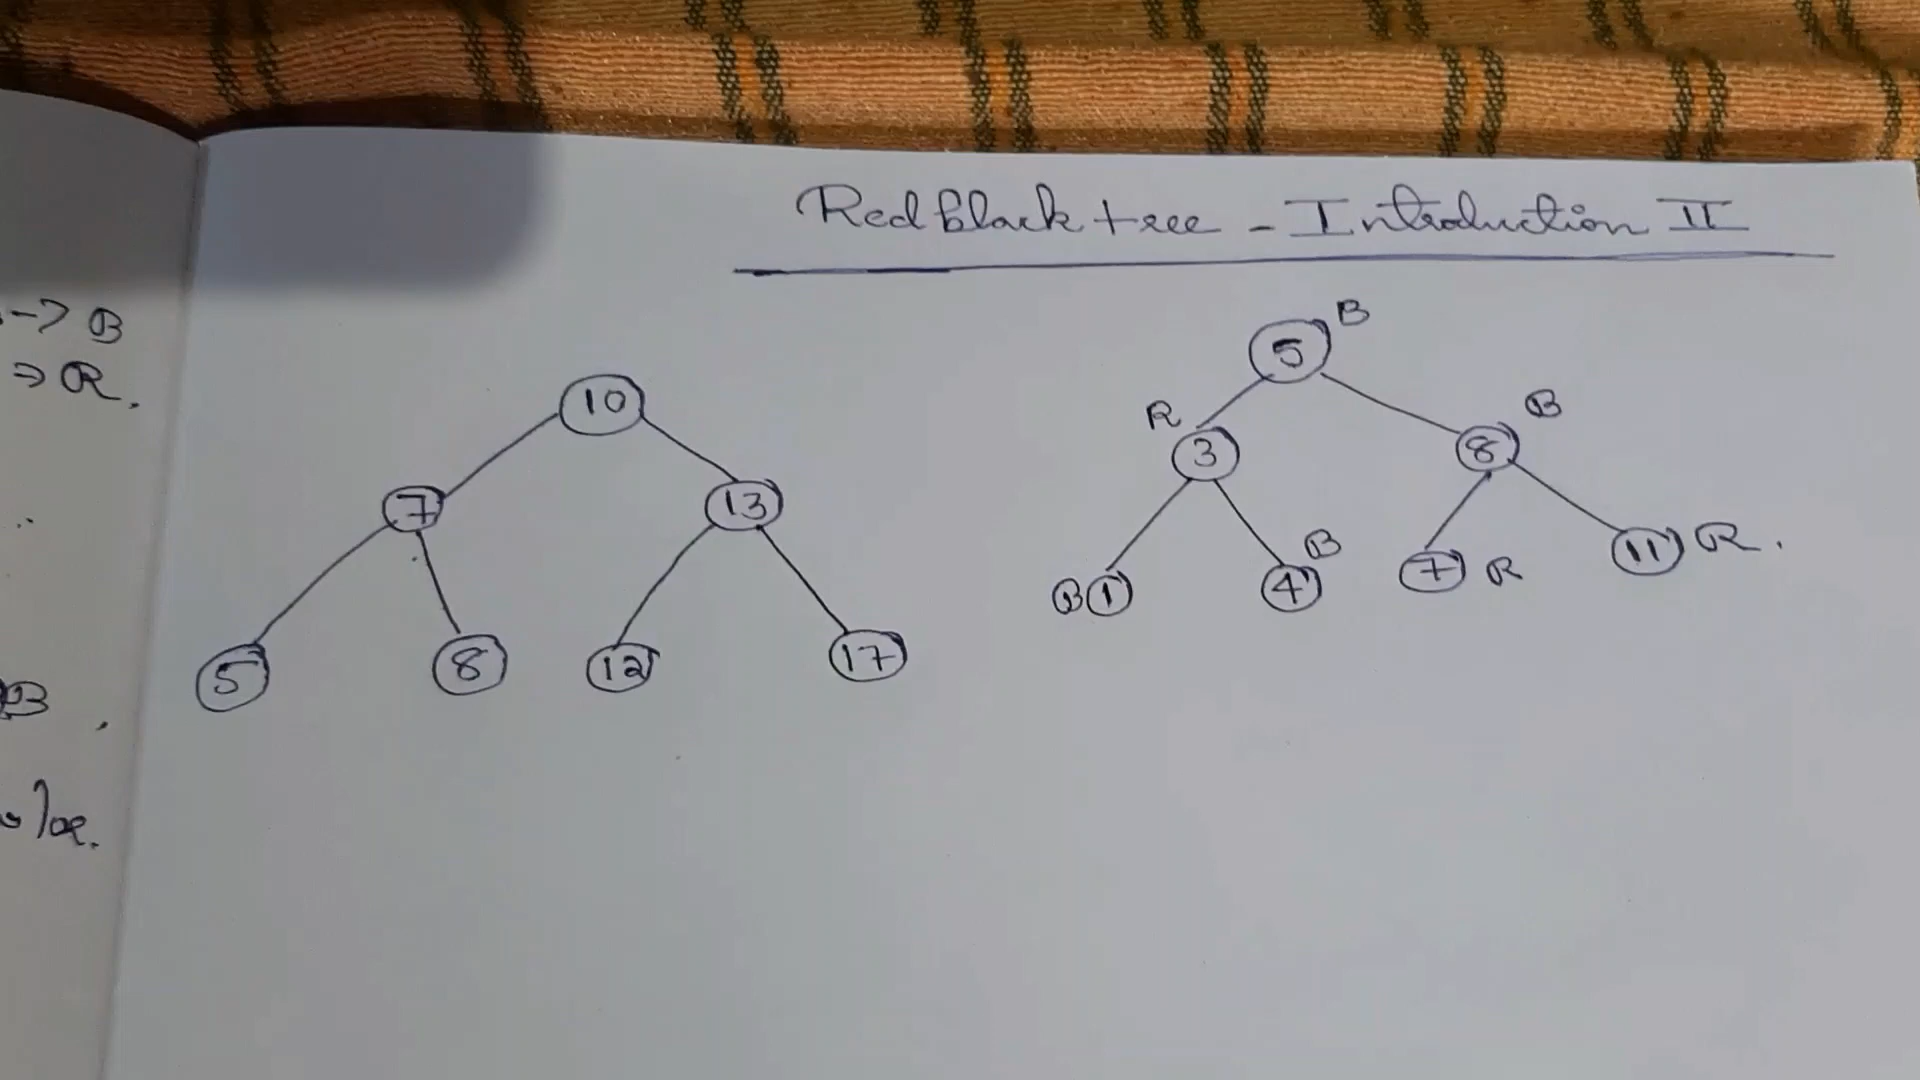 Red Black tree - Introduction II
-> B
=> R.
B
B
5
R
3
B
8
10
7
13
B 1
B
4
7 R
11 R.
5
8
12
17